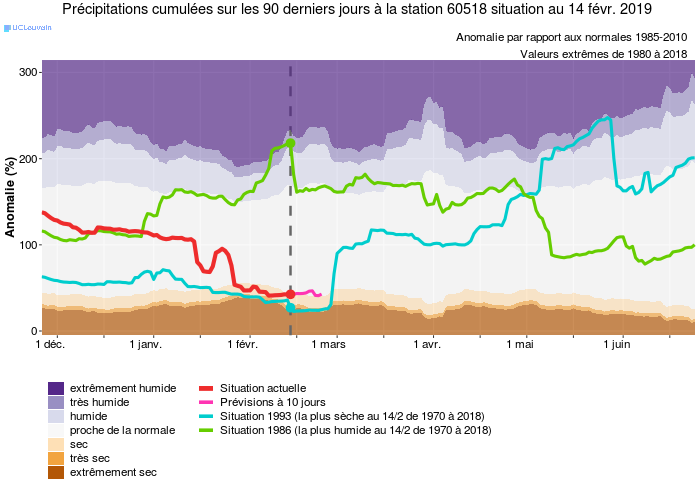 Précipitations cumulées sur les 90 derniers jours à la station 60518 situation au 14 févr. 2019
UCLouvain
Anomalie par rapport aux normales 1985-2010
Valeurs extrêmes de 1980 à 2018
Anomalie (%)
300
200
100
0
1 déc. 1 janv. 1 févr. 1 mars 1 avr. 1 mai 1 juin
extrêmement humide
très humide
humide
proche de la normale
sec
très sec
extrêmement sec
Situation actuelle
Prévisions à 10 jours
Situation 1993 (la plus sèche au 14/2 de 1970 à 2018)
Situation 1986 (la plus humide au 14/2 de 1970 à 2018)